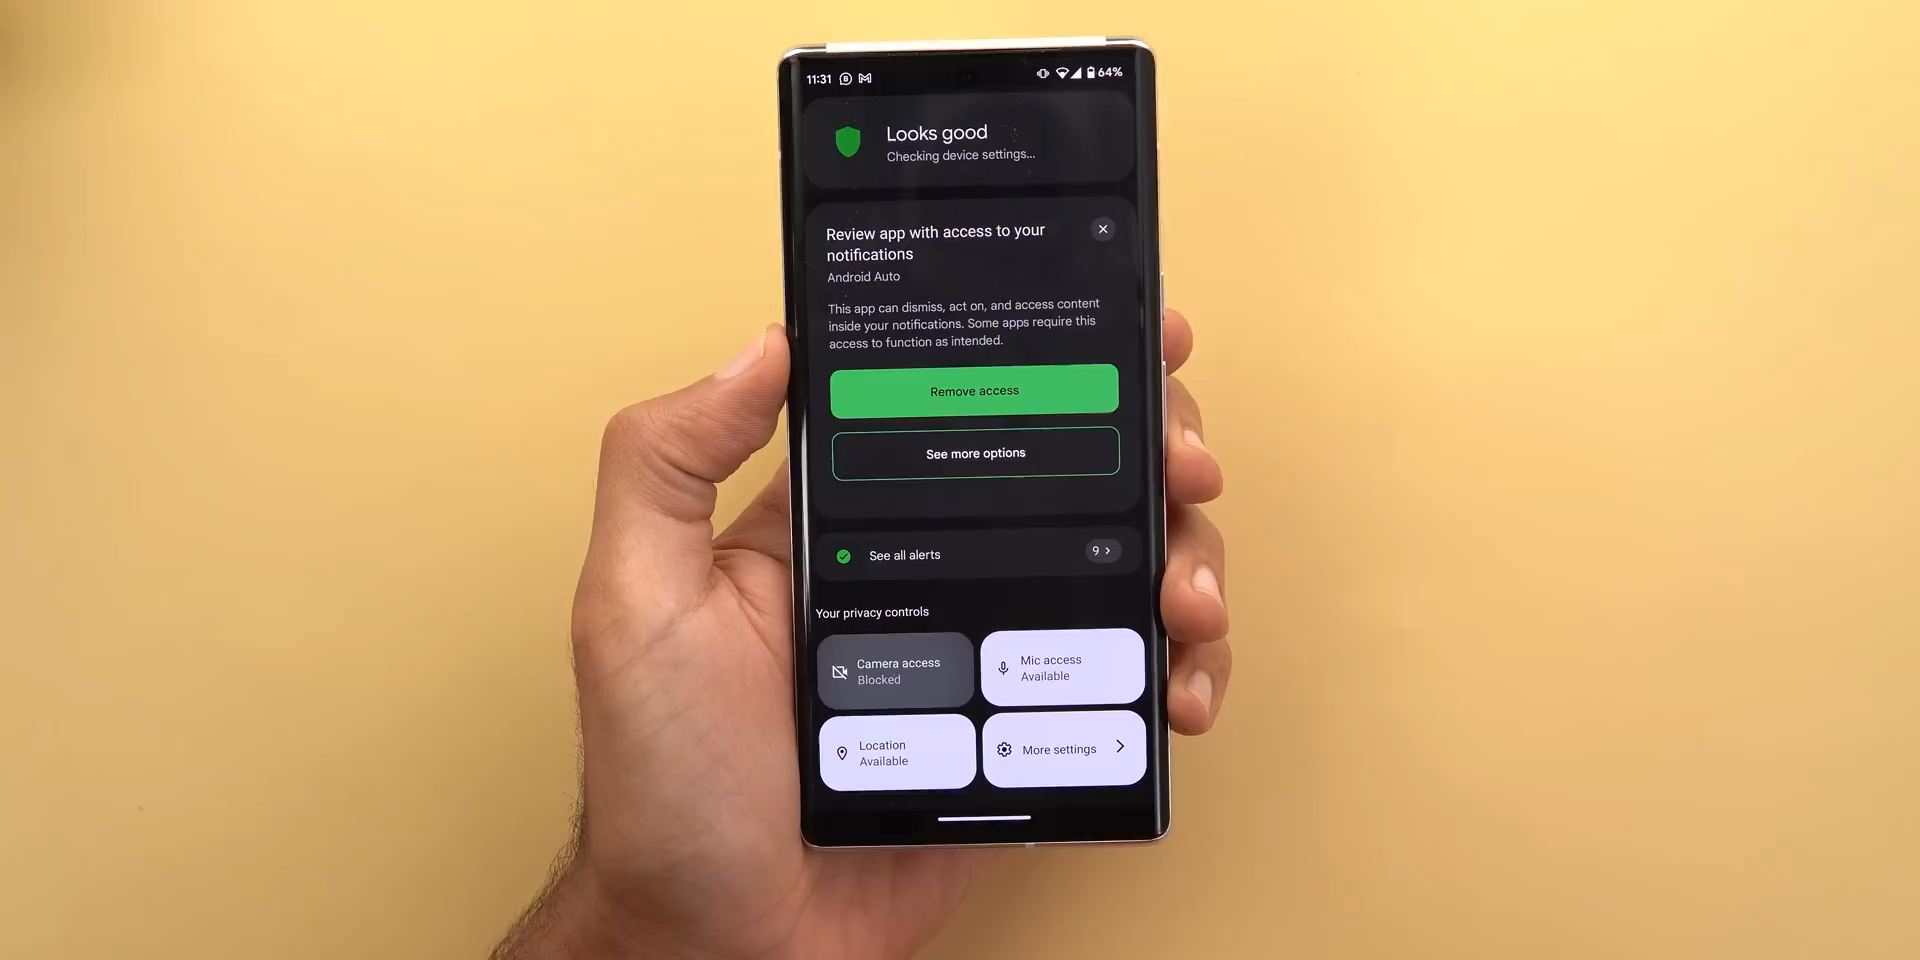 11:31
64%
Looks good
Checking device settings...
Review app with access to your
notifications
Android Auto
This app can dismiss, act on, and access content
inside your notifications. Some apps require this
access to function as intended.
Remove access
See more options
See all alerts
9
Your privacy controls
Camera access
Blocked
Mic access
Available
Location
Available
More settings